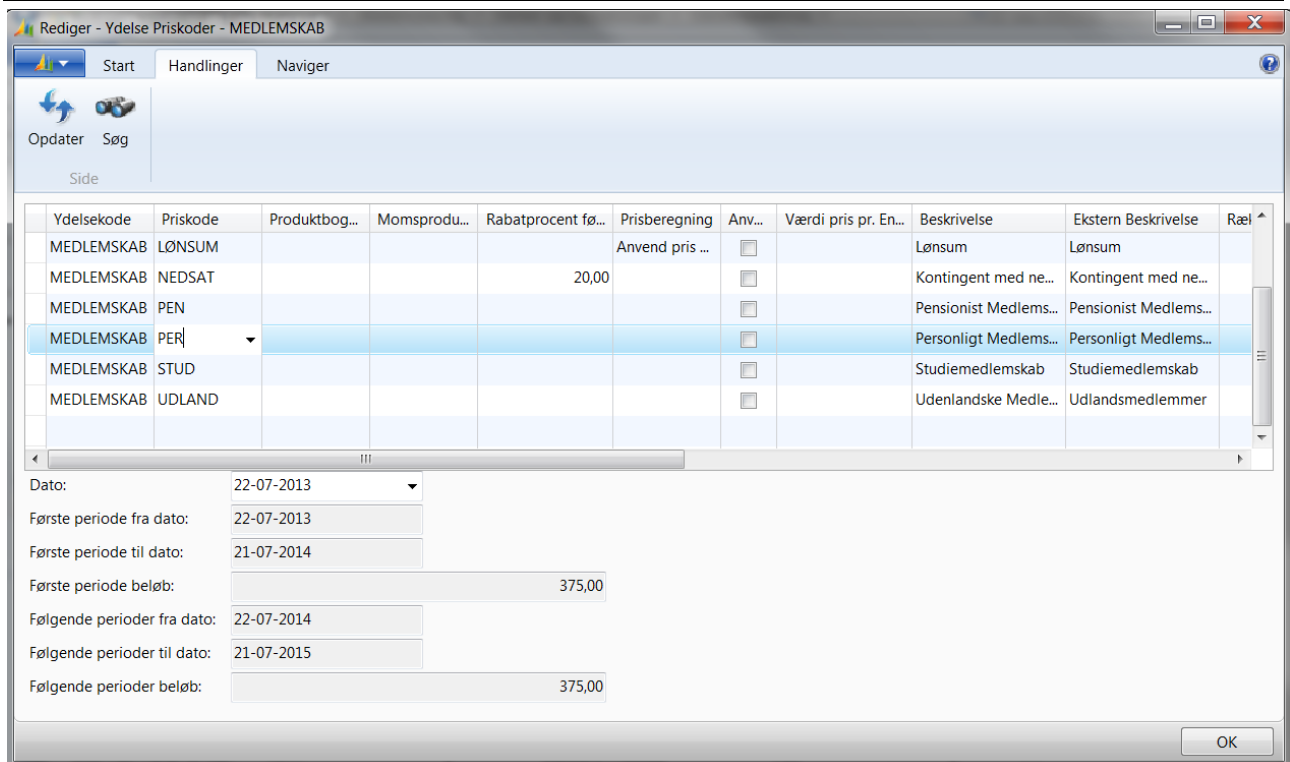 Rediger - Ydelse Priskoder - MEDLEMSKAB
Start Handlinger Naviger
Opdater Søg
Side
Ydelsekode Priskode Produktbog... Momsprodu... Rabatprocent fø... Prisberegning Anv... Værdi pris pr. En... Beskrivelse Ekstern Beskrivelse Ræk
MEDLEMSKAB LØNSUM Anvend pris ... Lønsum Lønsum
MEDLEMSKAB NEDSAT 20,00 Kontingent med ne... Kontingent med ne...
MEDLEMSKAB PEN Pensionist Medlems... Pensionist Medlems...
MEDLEMSKAB PER Personligt Medlems... Personligt Medlems...
MEDLEMSKAB STUD Studiemedlemskab Studiemedlemskab
MEDLEMSKAB UDLAND Udenlandske Medle... Udlandsmedlemmer
Dato: 22-07-2013
Første periode fra dato: 22-07-2013
Første periode til dato: 21-07-2014
Første periode beløb: 375,00
Følgende perioder fra dato: 22-07-2014
Følgende perioder til dato: 21-07-2015
Følgende perioder beløb: 375,00
OK